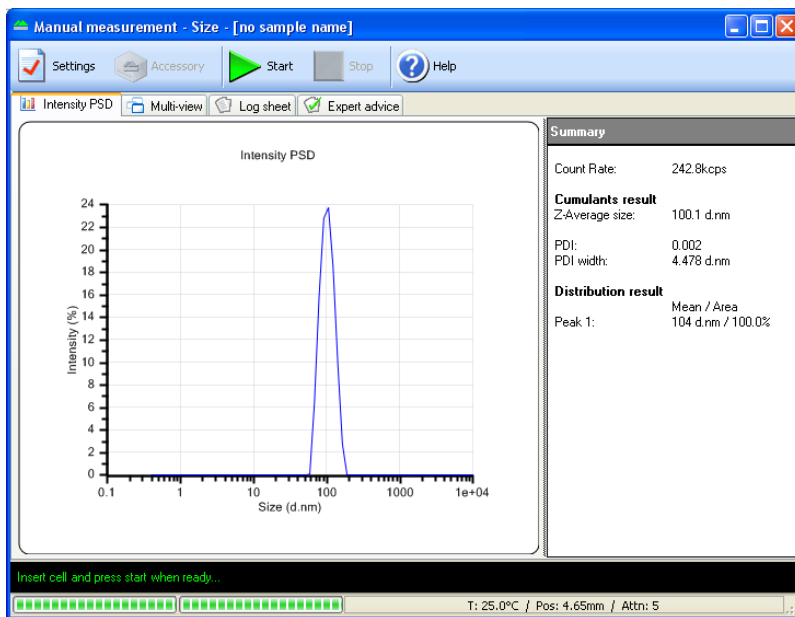 Manual measurement - Size - [no sample name]
Settings Accessory Start Stop Help
Intensity PSD Multi-view Log sheet Expert advice
Intensity PSD
24
22
20
18
16
14
12
10
8
6
4
2
0
Intensity (%)
0.1 1 10 100 1000 1e+04
Size (d.nm)
Summary
Count Rate: 242.8kcps
Cumulants result
Z-Average size: 100.1 d.nm
PDI: 0.002
PDI width: 4.478 d.nm
Distribution result
Mean / Area
Peak 1: 104 d.nm / 100.0%
Insert cell and press start when ready...
T: 25.0ºC / Pos: 4.65mm / Attn: 5